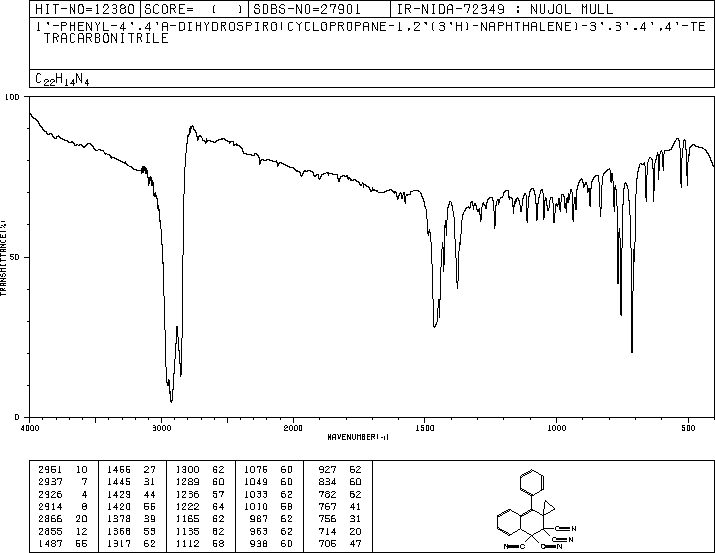 HIT-NO=12380 SCORE= ( ) SDBS-NO=27901 IR-NIDA-72349 : NUJOL MULL
1'-PHENYL-4'.4'A-DIHYDROSPIRO(CYCLOPROPANE-1,2'(3'H)-NAPHTHALENE)-3'.3'.4',4'-TE
TRACARBONITRILE
C22H14N4
100
50
0
TRANSMITTANCE(%)
4000 3000 2000 1500 1000 500
WAVENUMBER(-1)
2961 10 1466 27 1300 62 1076 60 927 62
2937 7 1445 31 1289 60 1049 60 834 60
2926 4 1429 44 1236 57 1033 62 782 62
2914 8 1420 66 1222 64 1010 58 767 41
2866 20 1378 39 1165 62 987 62 756 31
2855 12 1368 59 1135 62 963 62 714 20
1487 66 1317 62 1112 58 938 60 706 47
C≡N
C≡N
N≡C C≡N